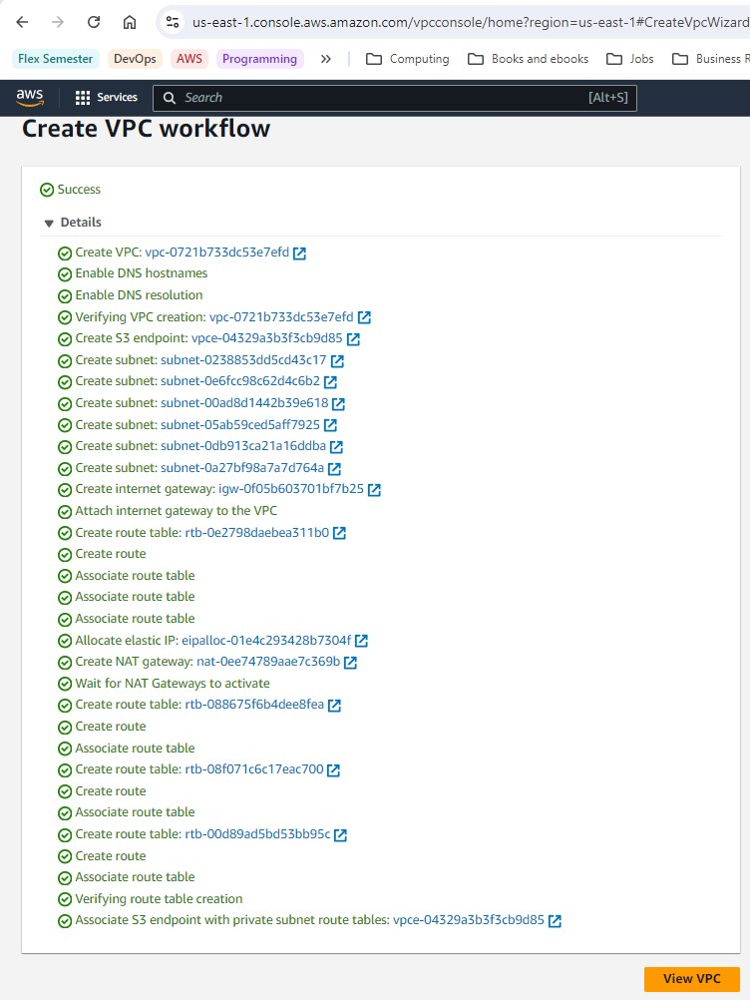 us-east-1.console.aws.amazon.com/vpcconsole/home?region=us-east-1#CreateVpcWizard
Flex Semester DevOps AWS Programming » Computing Books and ebooks Jobs Business R
aws Services Search [Alt+S]
Create VPC workflow
Success
Details
Create VPC: vpc-0721b733dc53e7efd
Enable DNS hostnames
Enable DNS resolution
Verifying VPC creation: vpc-0721b733dc53e7efd
Create S3 endpoint: vpce-04329a3b3f3cb9d85
Create subnet: subnet-0238853dd5cd43c17
Create subnet: subnet-0e6fcc98c62d4c6b2
Create subnet: subnet-00ad8d1442b39e618
Create subnet: subnet-05ab59ced5aff7925
Create subnet: subnet-0db913ca21a16ddba
Create subnet: subnet-0a27bf98a7a7d764a
Create internet gateway: igw-0f05b603701bf7b25
Attach internet gateway to the VPC
Create route table: rtb-0e2798daebea311b0
Create route
Associate route table
Associate route table
Associate route table
Allocate elastic IP: eipalloc-01e4c293428b7304f
Create NAT gateway: nat-0ee74789aae7c369b
Wait for NAT Gateways to activate
Create route table: rtb-088675f6b4dee8fea
Create route
Associate route table
Create route table: rtb-08f071c6c17eac700
Create route
Associate route table
Create route table: rtb-00d89ad5bd53bb95c
Create route
Associate route table
Verifying route table creation
Associate S3 endpoint with private subnet route tables: vpce-04329a3b3f3cb9d85
View VPC